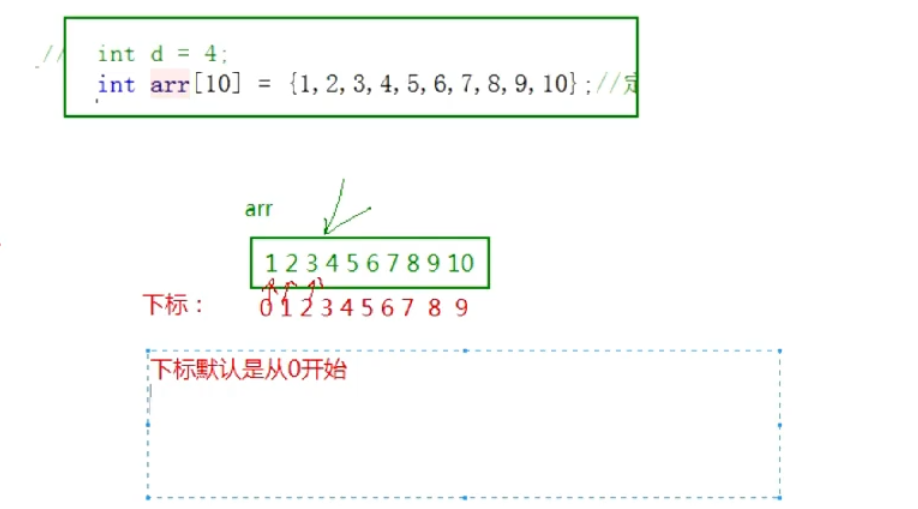 // int d = 4;
int arr[10] = {1,2,3,4,5,6,7,8,9,10};//
arr
1 2 3 4 5 6 7 8 9 10
下标： 0 1 2 3 4 5 6 7 8 9
下标默认是从0开始